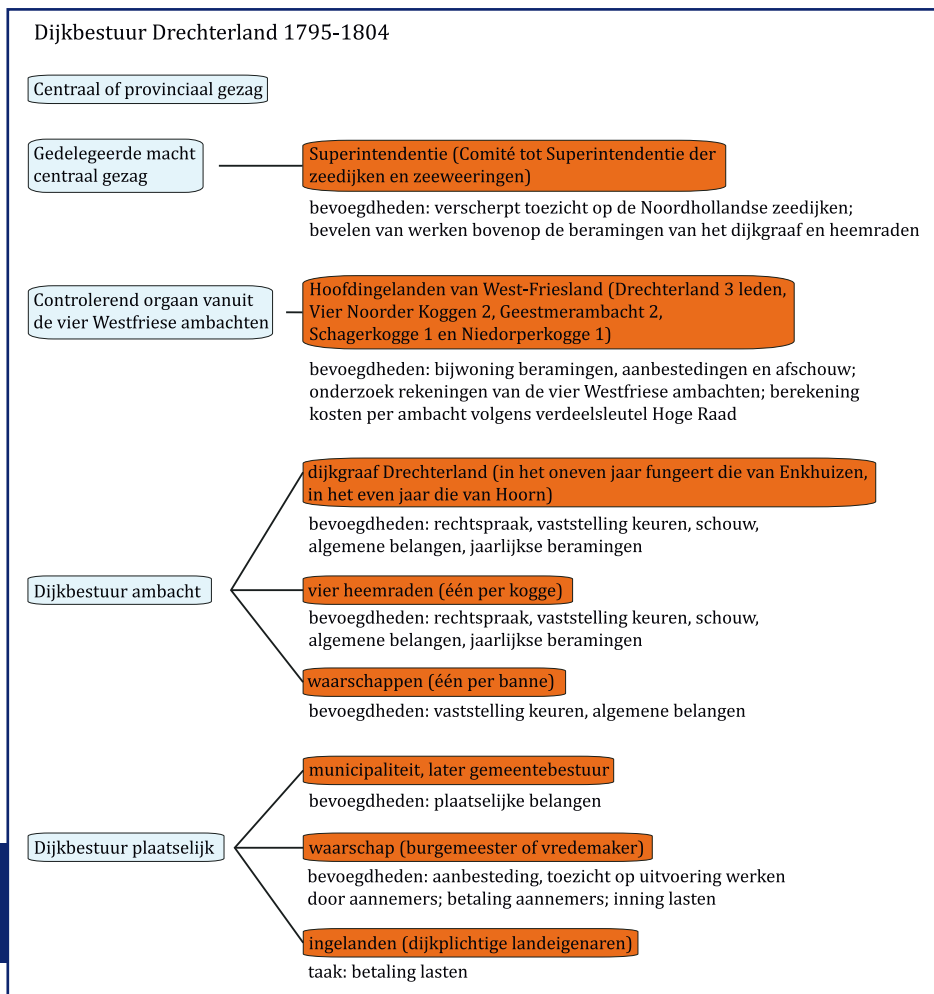 Dijkbestuur Drechterland 1795-1804
Centraal of provinciaal gezag
Gedelegeerde macht
centraal gezag
Superintendentie (Comité tot Superintendentie der
zeedijken en zeeweeringen)
bevoegdheden: verscherpt toezicht op de Noordhollandse zeedijken;
bevelen van werken bovenop de beramingen van het dijkgraaf en heemraden
Controlerend orgaan vanuit
de vier Westfriese ambachten
Hoofdingelanden van West-Friesland (Drechterland 3 leden,
Vier Noorder Koggen 2, Geestmerambacht 2,
Schagerkogge 1 en Niedorperkogge 1)
bevoegdheden: bijwoning beramingen, aanbestedingen en afschouw;
onderzoek rekeningen van de vier Westfriese ambachten; berekening
kosten per ambacht volgens verdeelsleutel Hoge Raad
Dijkbestuur ambacht
dijkgraaf Drechterland (in het oneven jaar fungeert die van Enkhuizen,
in het even jaar die van Hoorn)
bevoegdheden: rechtspraak, vaststelling keuren, schouw,
algemene belangen, jaarlijkse beramingen
vier heemraden (één per kogge)
bevoegdheden: rechtspraak, vaststelling keuren, schouw,
algemene belangen, jaarlijkse beramingen
waarschappen (één per banne)
bevoegdheden: vaststelling keuren, algemene belangen
Dijkbestuur plaatselijk
municipaliteit, later gemeentebestuur
bevoegdheden: plaatselijke belangen
waarschap (burgemeester of vredemaker)
bevoegdheden: aanbesteding, toezicht op uitvoering werken
door aannemers; betaling aannemers; inning lasten
ingelanden (dijkplichtige landeigenaren)
taak: betaling lasten